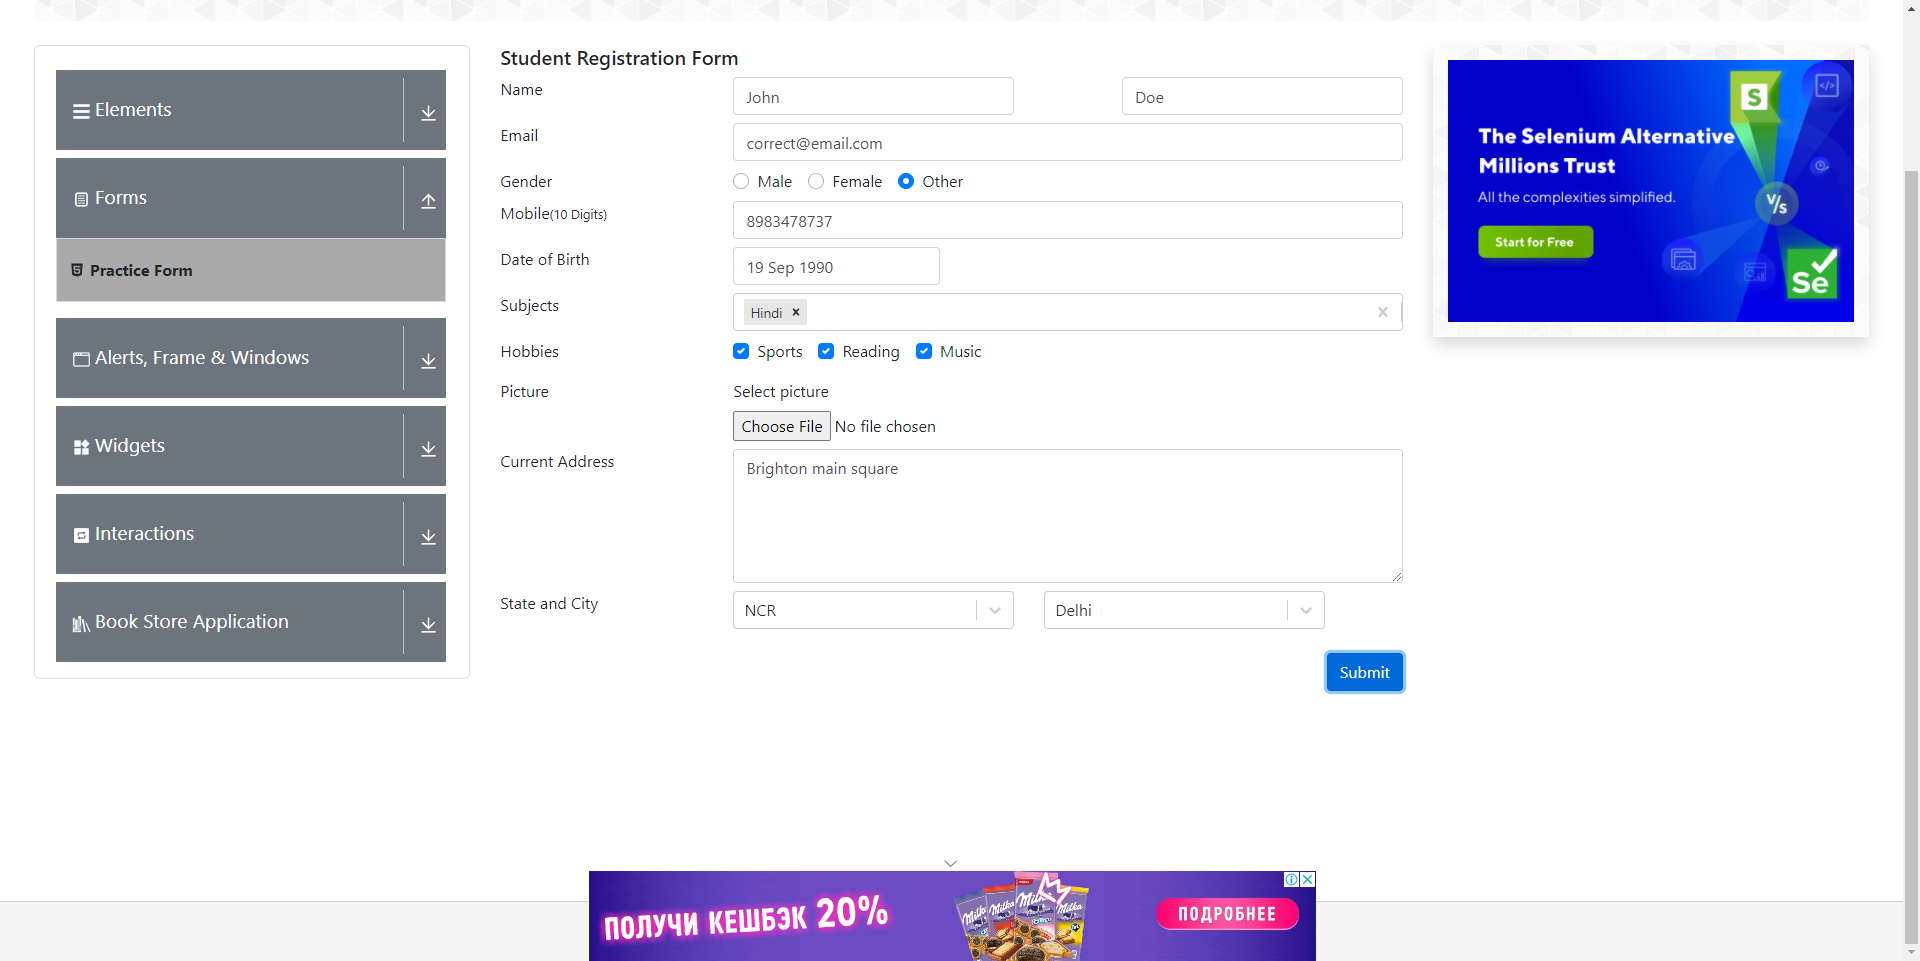 Elements
Forms
Practice Form
Alerts, Frame & Windows
Widgets
Interactions
Book Store Application
Student Registration Form
Name
John
Doe
Email
correct@email.com
Gender
Male
Female
Other
Mobile(10 Digits)
8983478737
Date of Birth
19 Sep 1990
Subjects
Hindi
Hobbies
Sports
Reading
Music
Picture
Select picture
Choose File No file chosen
Current Address
Brighton main square
State and City
NCR
Delhi
Submit
S
The Selenium Alternative
Millions Trust
All the complexities simplified.
Start for Free
V/s
Se
ПОЛУЧИ КЕШБЭК 20%
Milka
Milka
Milka
Milka
ПОДРОБНЕЕ